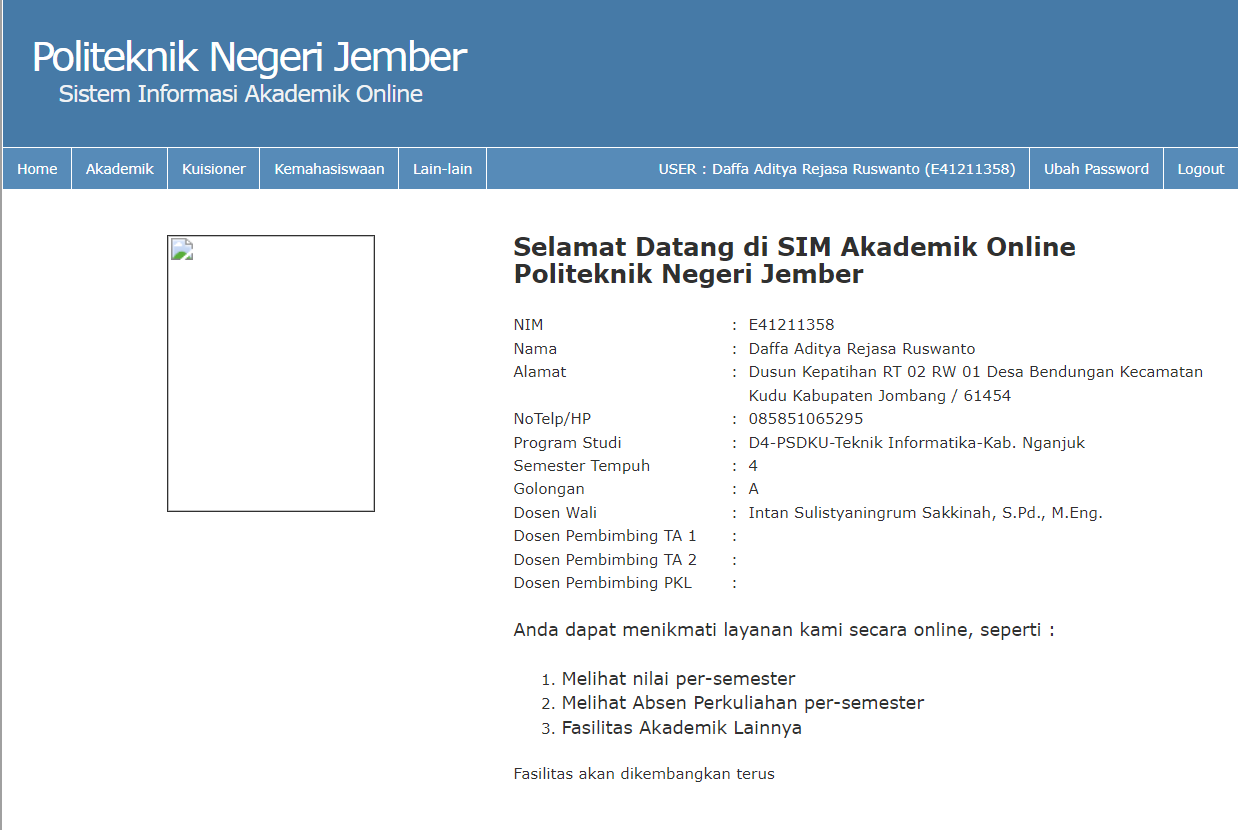 Politeknik Negeri Jember
Sistem Informasi Akademik Online
Home Akademik Kuisioner Kemahasiswaan Lain-lain USER : Daffa Aditya Rejasa Ruswanto (E41211358) Ubah Password Logout
Selamat Datang di SIM Akademik Online
Politeknik Negeri Jember
NIM : E41211358
Nama : Daffa Aditya Rejasa Ruswanto
Alamat : Dusun Kepatihan RT 02 RW 01 Desa Bendungan Kecamatan
Kudu Kabupaten Jombang / 61454
NoTelp/HP : 085851065295
Program Studi : D4-PSDKU-Teknik Informatika-Kab. Nganjuk
Semester Tempuh : 4
Golongan : A
Dosen Wali : Intan Sulistyaningrum Sakkinah, S.Pd., M.Eng.
Dosen Pembimbing TA 1 :
Dosen Pembimbing TA 2 :
Dosen Pembimbing PKL :
Anda dapat menikmati layanan kami secara online, seperti :
1. Melihat nilai per-semester
2. Melihat Absen Perkuliahan per-semester
3. Fasilitas Akademik Lainnya
Fasilitas akan dikembangkan terus